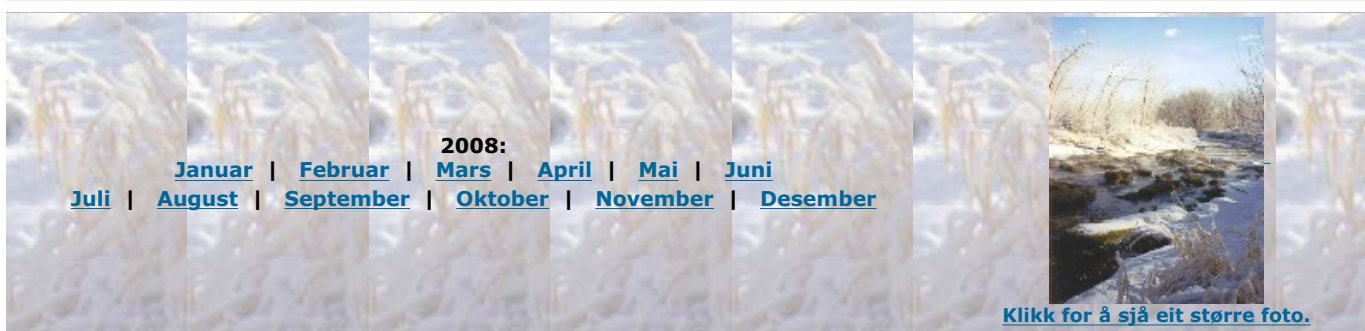 2008:
Januar | Februar | Mars | April | Mai | Juni
Juli | August | September | Oktober | November | Desember
Klikk for å sjå eit større foto.